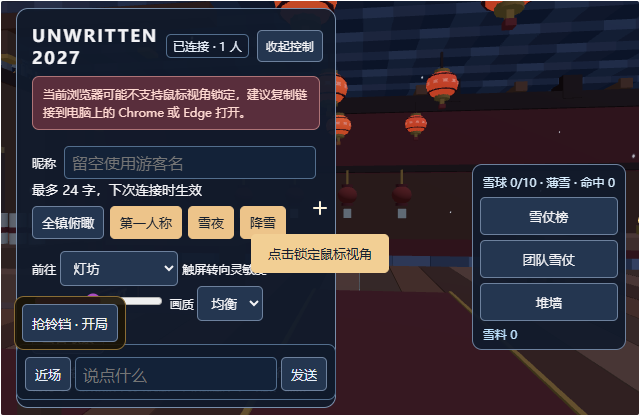 UNWRITTEN
2027
已连接 · 1 人
收起控制
当前浏览器可能不支持鼠标视角锁定，建议复制链
接到电脑上的 Chrome 或 Edge 打开。
昵称 留空使用游客名
最多 24 字，下次连接时生效
全镇俯瞰 第一人称 雪夜 降雪
点击锁定鼠标视角
前往 灯坊 触屏转向灵敏度
画质 均衡
抢铃铛 · 开局
近场 说点什么 发送
雪球 0/10 · 薄雪 · 命中 0
雪仗榜
团队雪仗
堆墙
雪料 0